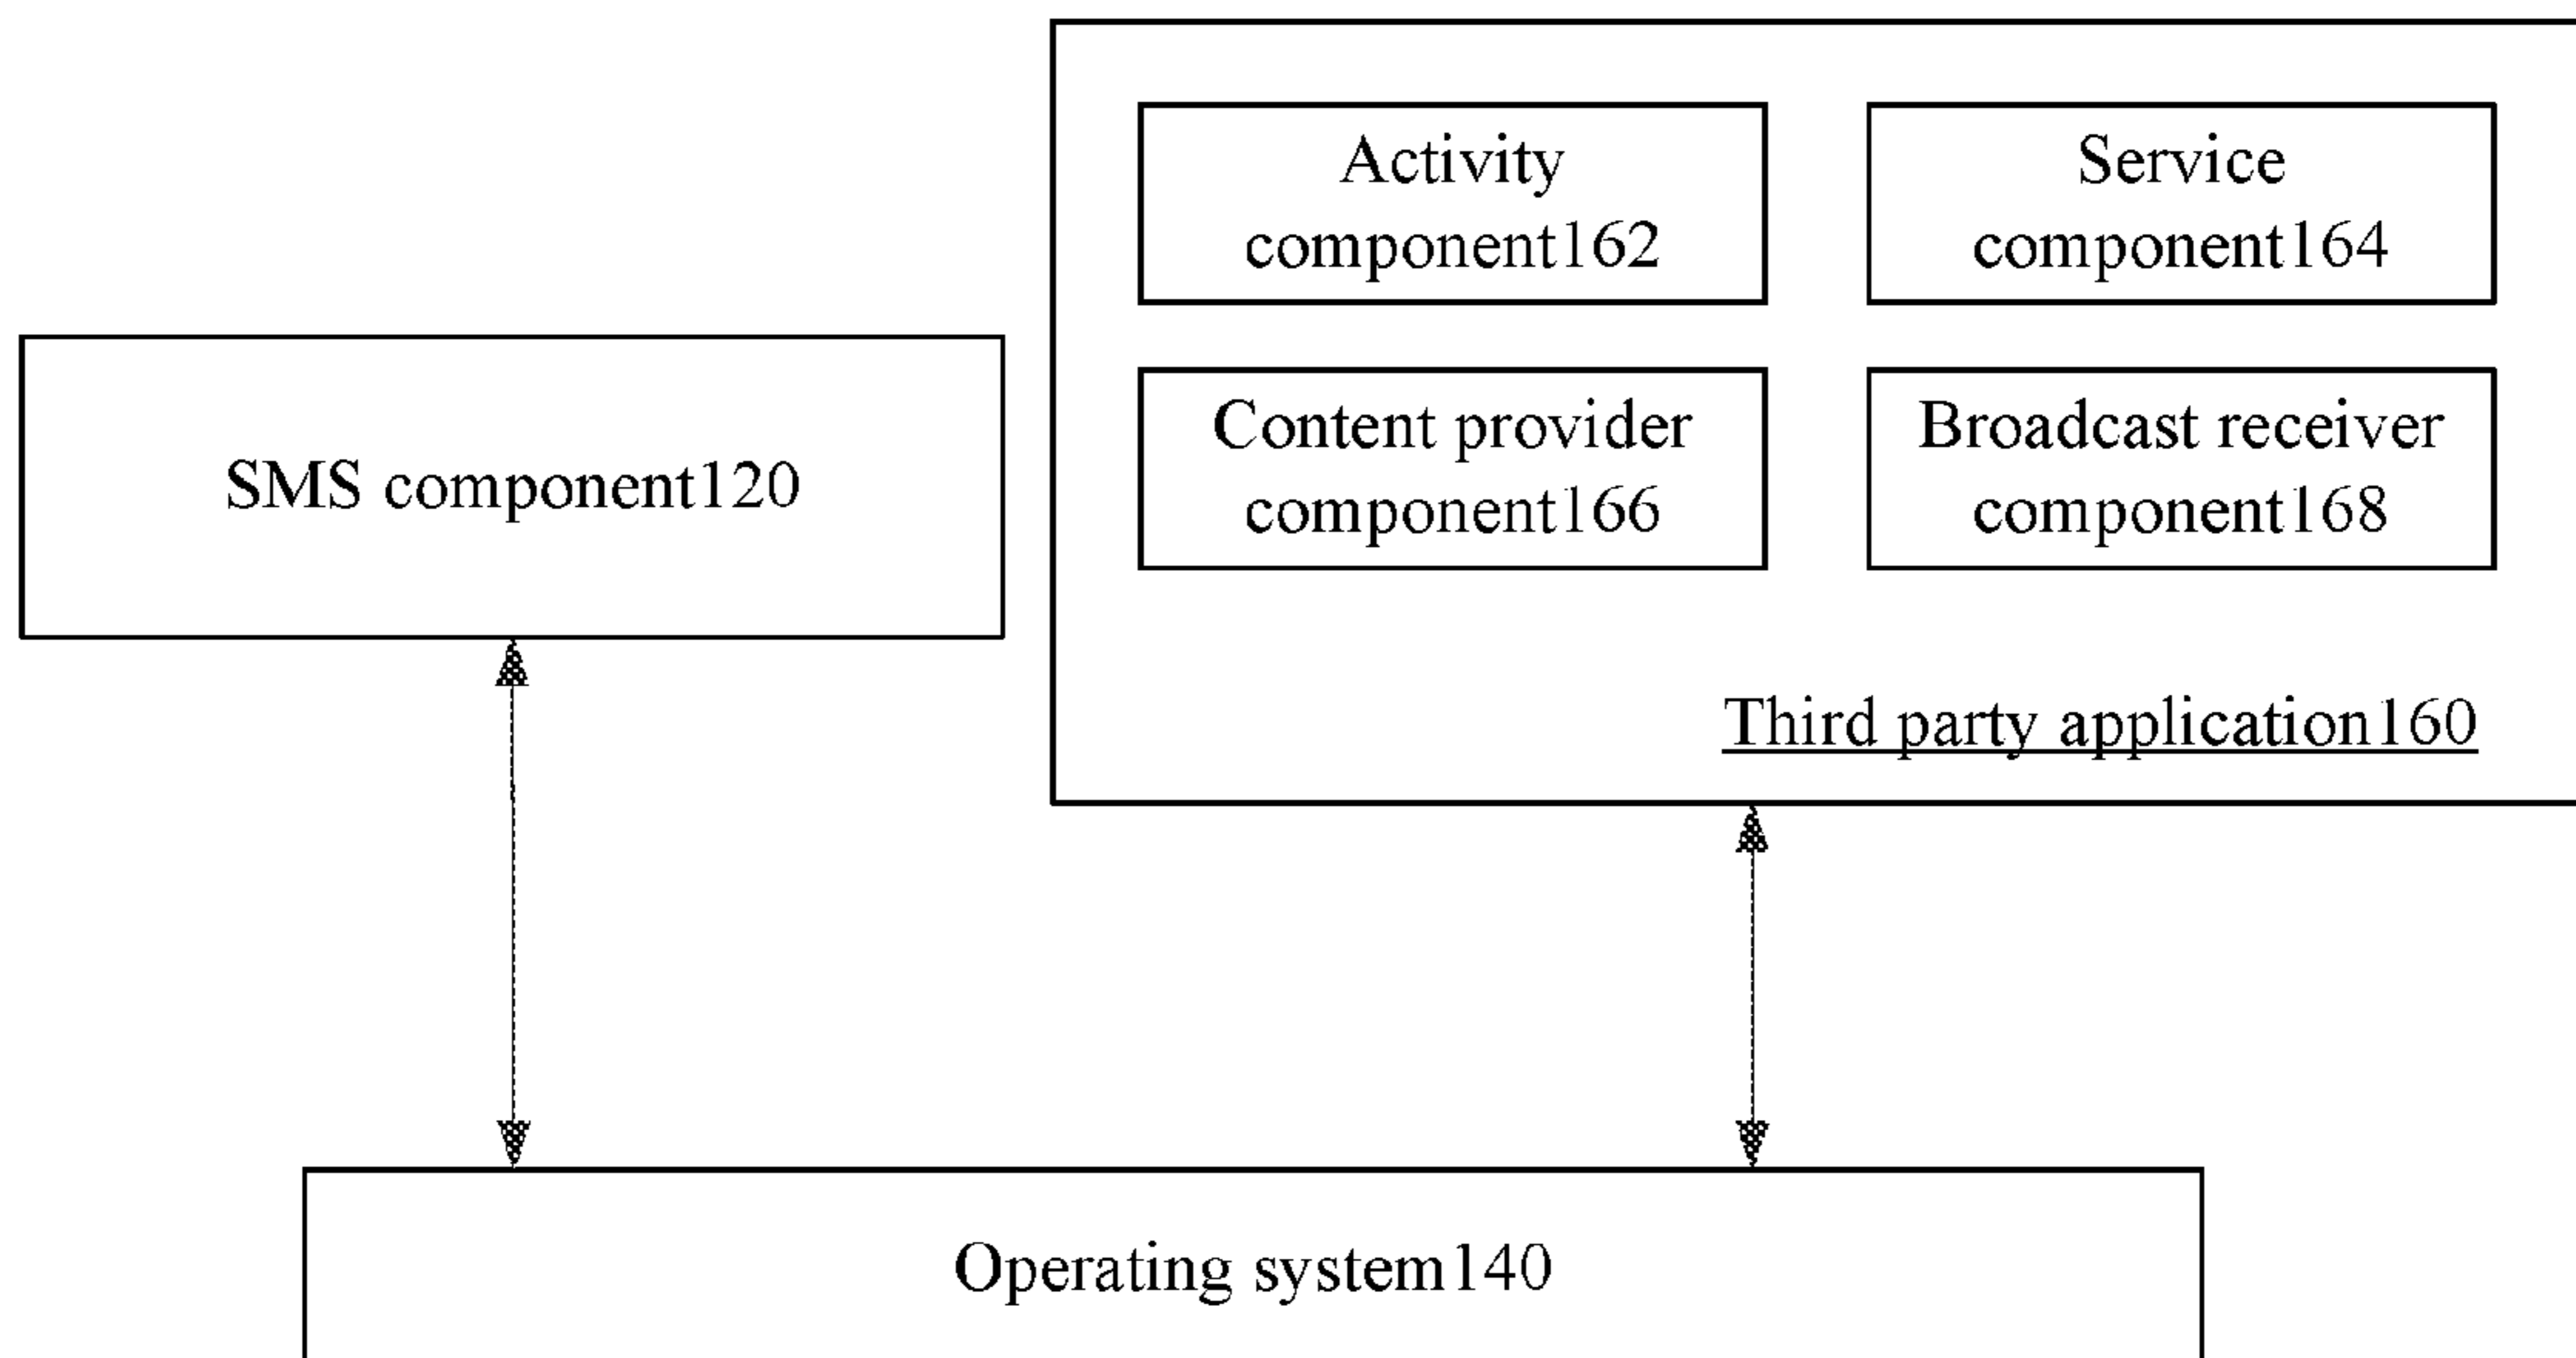 Activity
component162
Service
component164
Content provider
component166
Broadcast receiver
component168
SMS component120
Third party application160
Operating system140